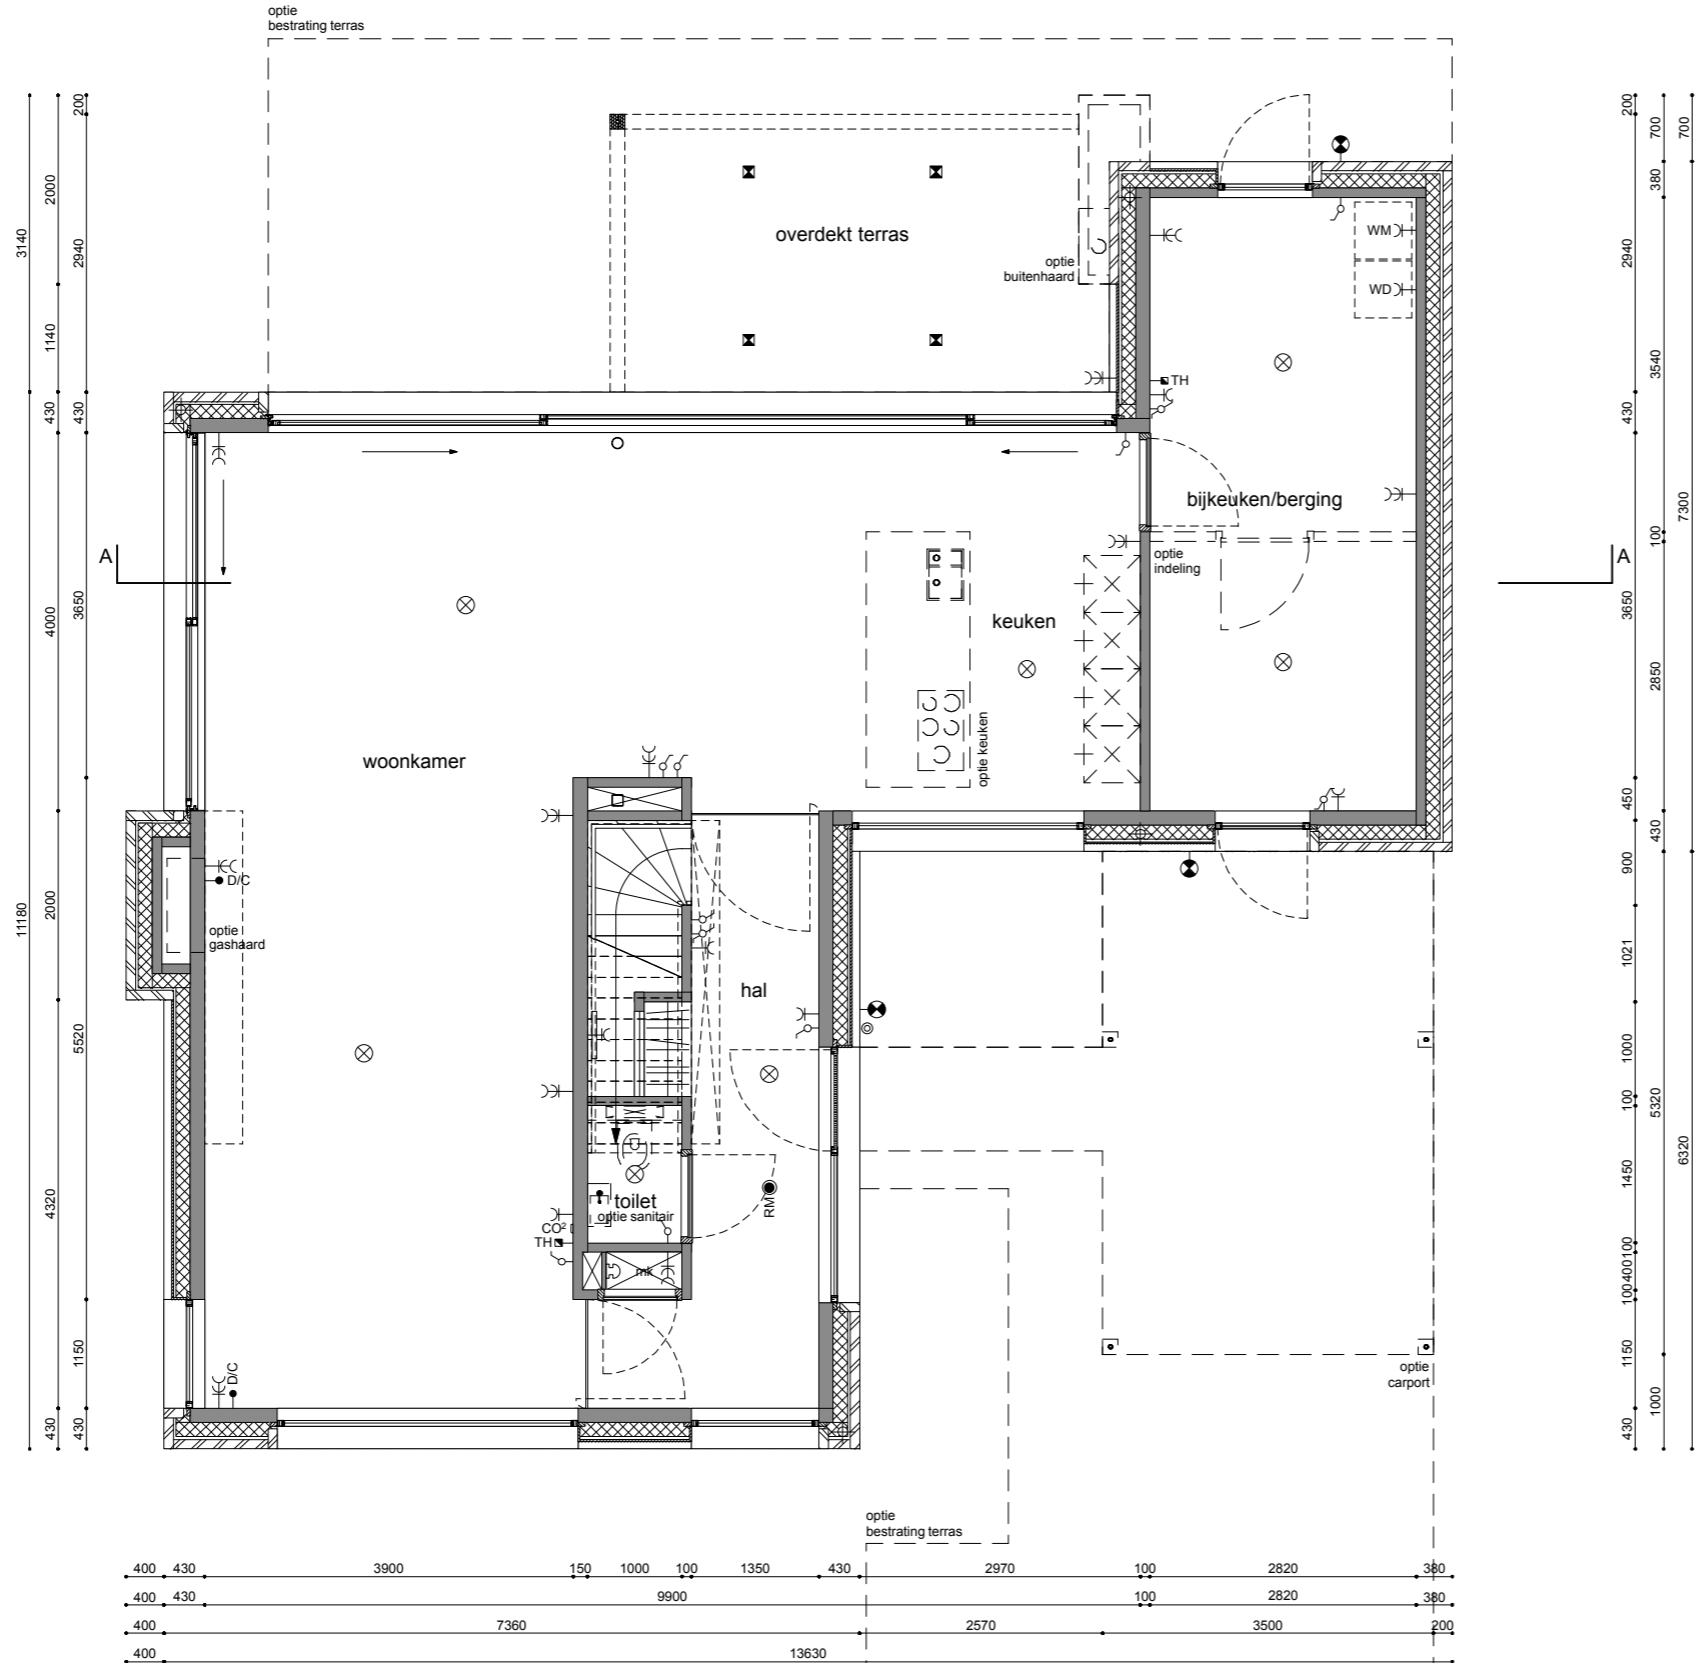 optie
bestrating terras
overdekt terras
optie
buitenhaard
WM
WD
TH
bijkeuken/berging
optie
indeling
A
A
keuken
optie keuken
woonkamer
D/C
optie
gashaard
hal
toilet
optie sanitair
CO²
TH
mk
RM
D/C
optie
carport
optie
bestrating terras
3140
11180
2000
1140
430
4000
2000
4320
430
200
2940
430
3650
5520
1150
430
200
380
2940
3540
430
100
3650
2850
450
430
900
1021
1000
100
5320
1450
100
400
100
1150
1000
430
700
700
7300
6320
400 430 3900 150 1000 100 1350 430 2970 100 2820 380
400 430 9900 100 2820 380
400 7360 2570 3500 200
400 13630